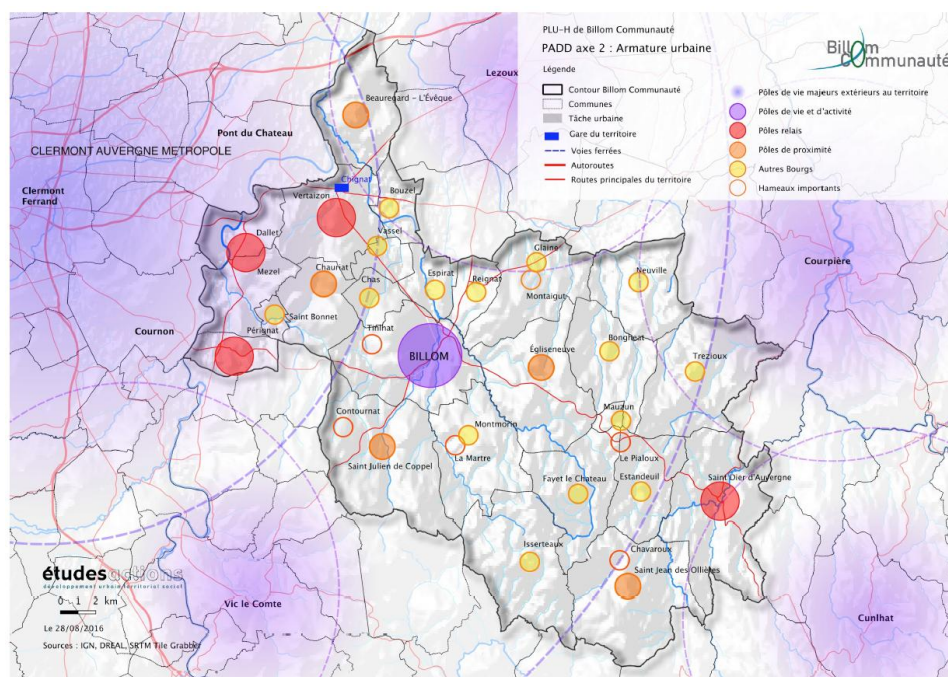 PLU-H de Billom Communauté
PADD axe 2 : Armature urbaine
Légende
Contour Billom Communauté
Communes
Tâche urbaine
Gare du territoire
Voies ferrées
Autoroutes
Routes principales du territoire
Billom
Communauté
Pôles de vie majeurs extérieurs au territoire
Pôles de vie et d'activité
Pôles relais
Pôles de proximité
Autres Bourgs
Hameaux importants
Lezoux
Beauregard - L'Évêque
Pont du Chateau
CLERMONT AUVERGNE METROPOLE
Clermont
Ferrand
Chignat
Vertaizon
Bouzel
Dallet
Vassel
Mezel
Chauriat
Chas
Espirat
Reignat
Glaine
Montaigut
Neuville
Courpière
Cournon
Saint Bonnet
Pérignat
Tinlhat
BILLOM
Égliseneuve
Bongheat
Trezioux
Contournat
Montmorin
Mauzun
Saint Julien de Coppel
La Martre
Le Pialoux
Saint Dier d'Auvergne
Fayet le Chateau
Estandeuil
Isserteaux
Chavaroux
Saint Jean des Ollières
Vic le Comte
Cunlhat
étudesactions
développement urbain territorial social
0 1 2 km
Le 28/08/2016
Sources : IGN, DREAL, SRTM Tile Grabber